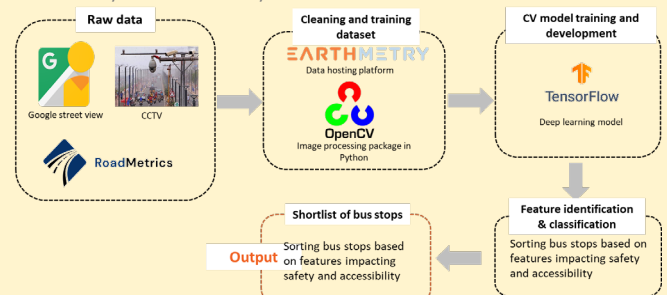 Raw data
G
Google street view
CCTV
RoadMetrics
Cleaning and training
dataset
EARTHMETRY
Data hosting platform
OpenCV
Image processing package in
Python
CV model training and
development
TensorFlow
Deep learning model
Feature identification
& classification
Sorting bus stops based on
features impacting safety
and accessibility
Shortlist of bus stops
Output
Sorting bus stops based
on features impacting
safety and accessibility